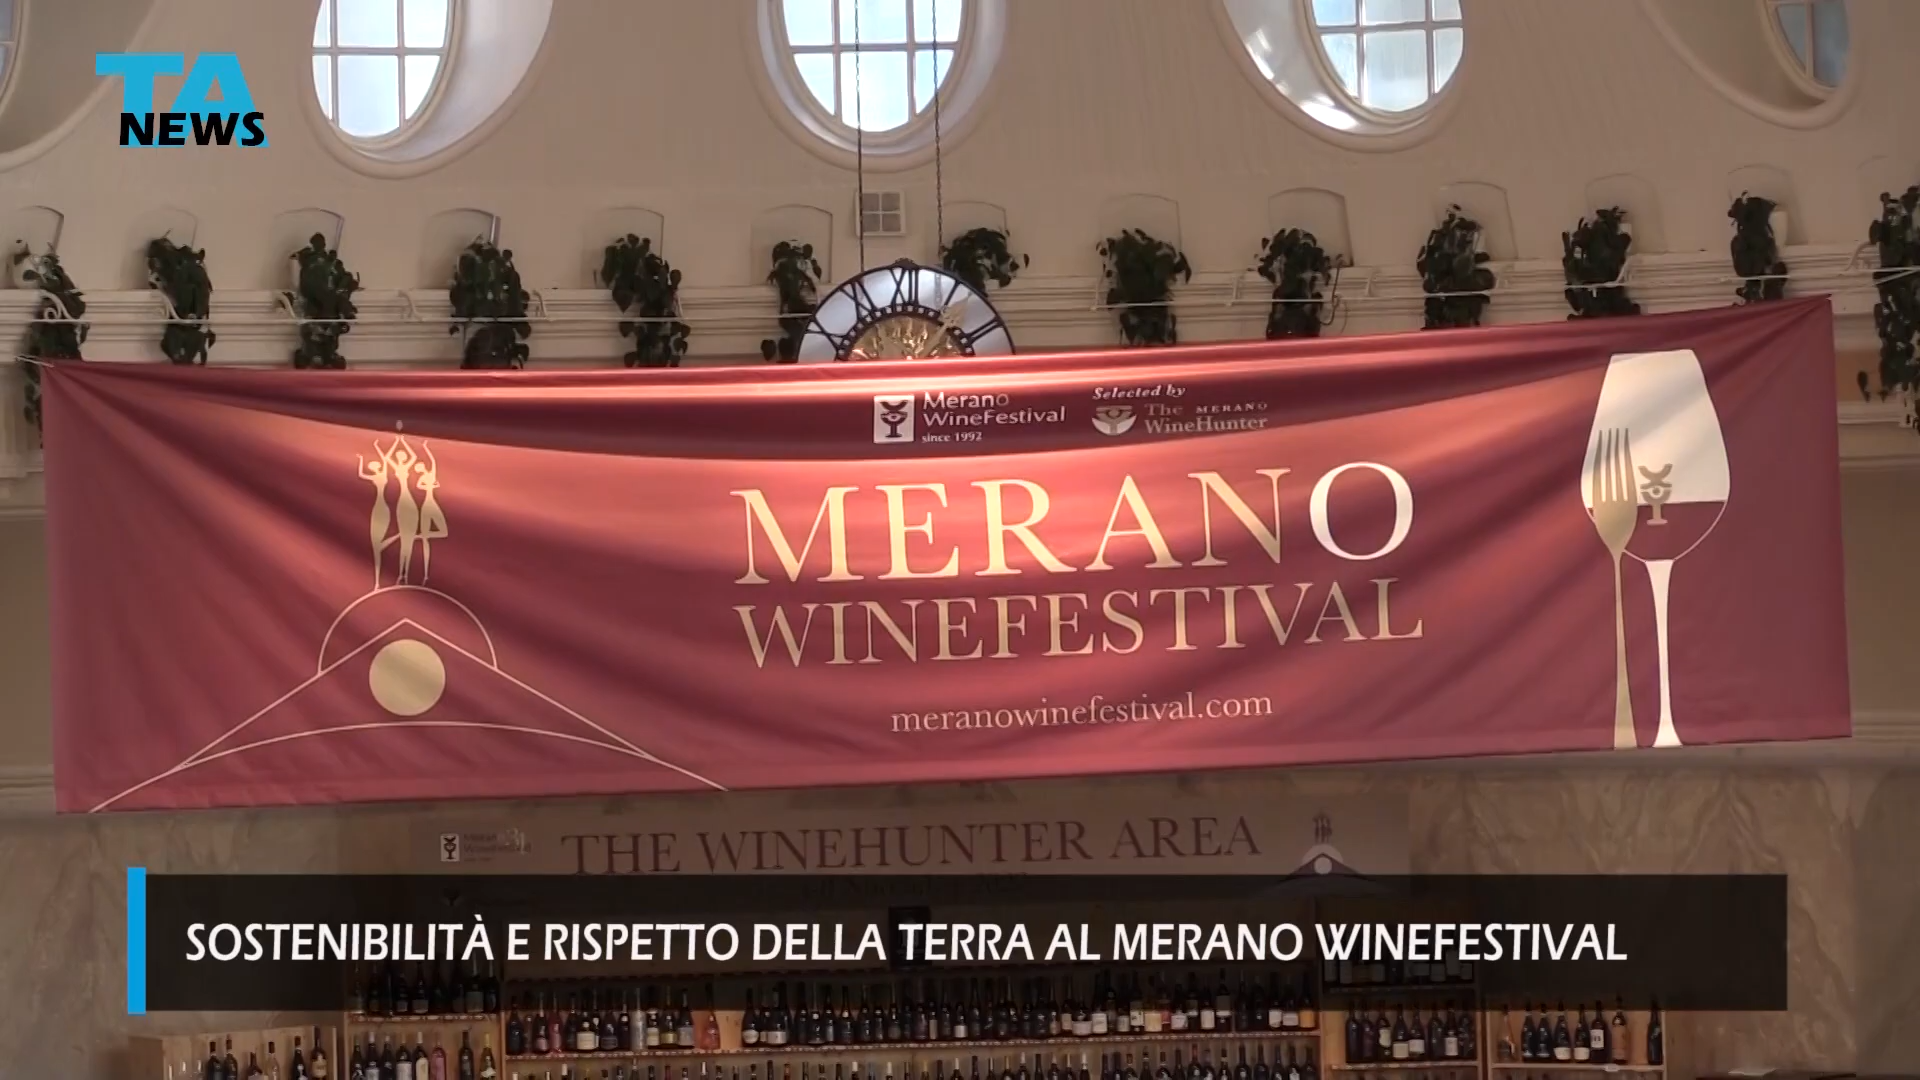 TA
NEWS
XII
Merano
WineFestival
since 1992
Selected by
The MERANO
WineHunter
MERANO
WINEFESTIVAL
meranowinefestival.com
THE WINEHUNTER AREA
SOSTENIBILITÀ E RISPETTO DELLA TERRA AL MERANO WINEFESTIVAL